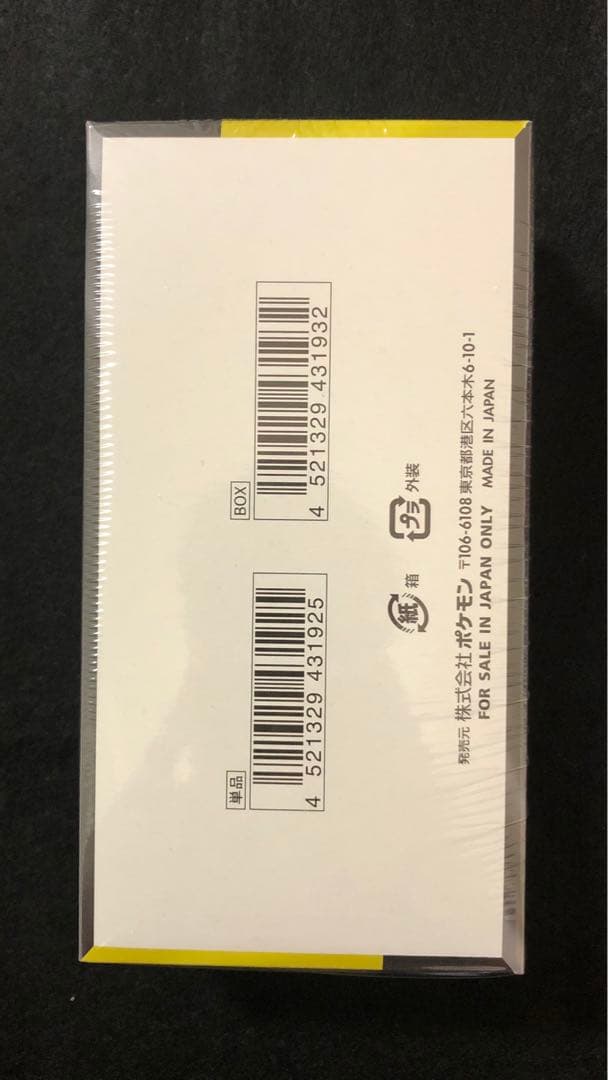 単品
4 521329 431925
BOX
4 521329 431932
紙 箱
プラ 外装
発売元 株式会社 ポケモン 〒106-6108 東京都港区六本木6-10-1
FOR SALE IN JAPAN ONLY MADE IN JAPAN